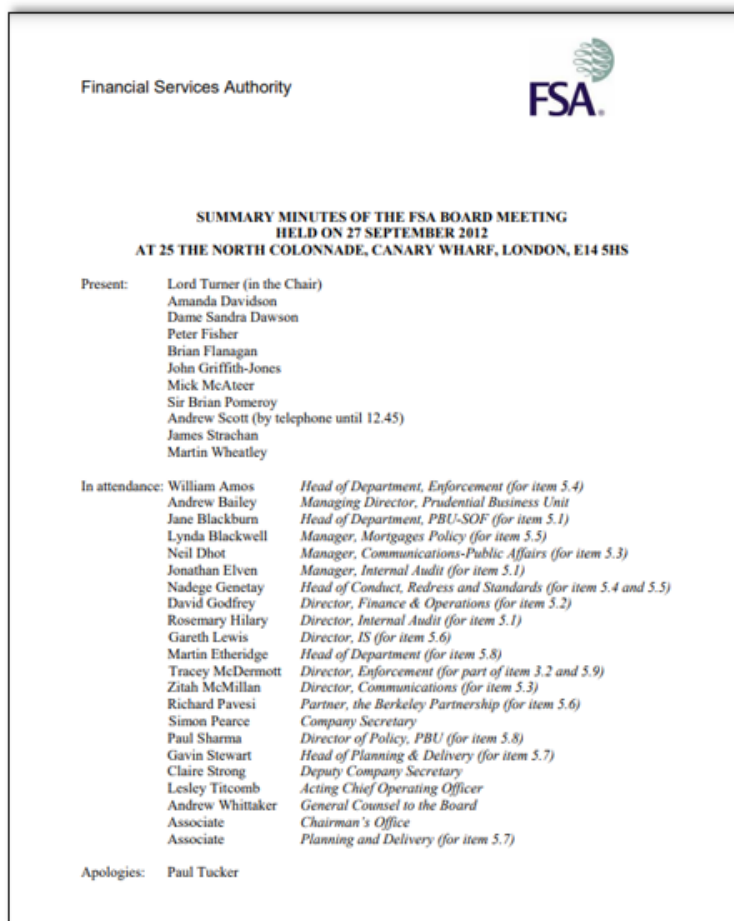 Financial Services Authority
FSA®
SUMMARY MINUTES OF THE FSA BOARD MEETING
HELD ON 27 SEPTEMBER 2012
AT 25 THE NORTH COLONNADE, CANARY WHARF, LONDON, E14 5HS
Present: Lord Turner (in the Chair)
Amanda Davidson
Dame Sandra Dawson
Peter Fisher
Brian Flanagan
John Griffith-Jones
Mick McAteer
Sir Brian Pomeroy
Andrew Scott (by telephone until 12.45)
James Strachan
Martin Wheatley
In attendance: William Amos Head of Department, Enforcement (for item 5.4)
Andrew Bailey Managing Director, Prudential Business Unit
Jane Blackburn Head of Department, PBU-SOF (for item 5.1)
Lynda Blackwell Manager, Mortgages Policy (for item 5.5)
Neil Dhot Manager, Communications-Public Affairs (for item 5.3)
Jonathan Elven Manager, Internal Audit (for item 5.1)
Nadege Genetay Head of Conduct, Redress and Standards (for item 5.4 and 5.5)
David Godfrey Director, Finance & Operations (for item 5.2)
Rosemary Hilary Director, Internal Audit (for item 5.1)
Gareth Lewis Director, IS (for item 5.6)
Martin Etheridge Head of Department (for item 5.8)
Tracey McDermott Director, Enforcement (for part of item 3.2 and 5.9)
Zitah McMillan Director, Communications (for item 5.3)
Richard Pavesi Partner, the Berkeley Partnership (for item 5.6)
Simon Pearce Company Secretary
Paul Sharma Director of Policy, PBU (for item 5.8)
Gavin Stewart Head of Planning & Delivery (for item 5.7)
Claire Strong Deputy Company Secretary
Lesley Titcomb Acting Chief Operating Officer
Andrew Whittaker General Counsel to the Board
Associate Chairman's Office
Associate Planning and Delivery (for item 5.7)
Apologies: Paul Tucker